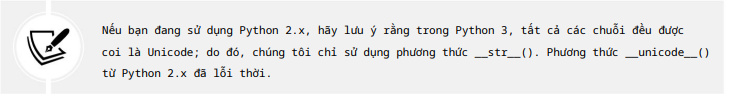 Nếu bạn đang sử dụng Python 2.x, hãy lưu ý rằng trong Python 3, tất cả các chuỗi đều được
coi là Unicode; do đó, chúng tôi chỉ sử dụng phương thức __str__(). Phương thức __unicode__()
từ Python 2.x đã lỗi thời.